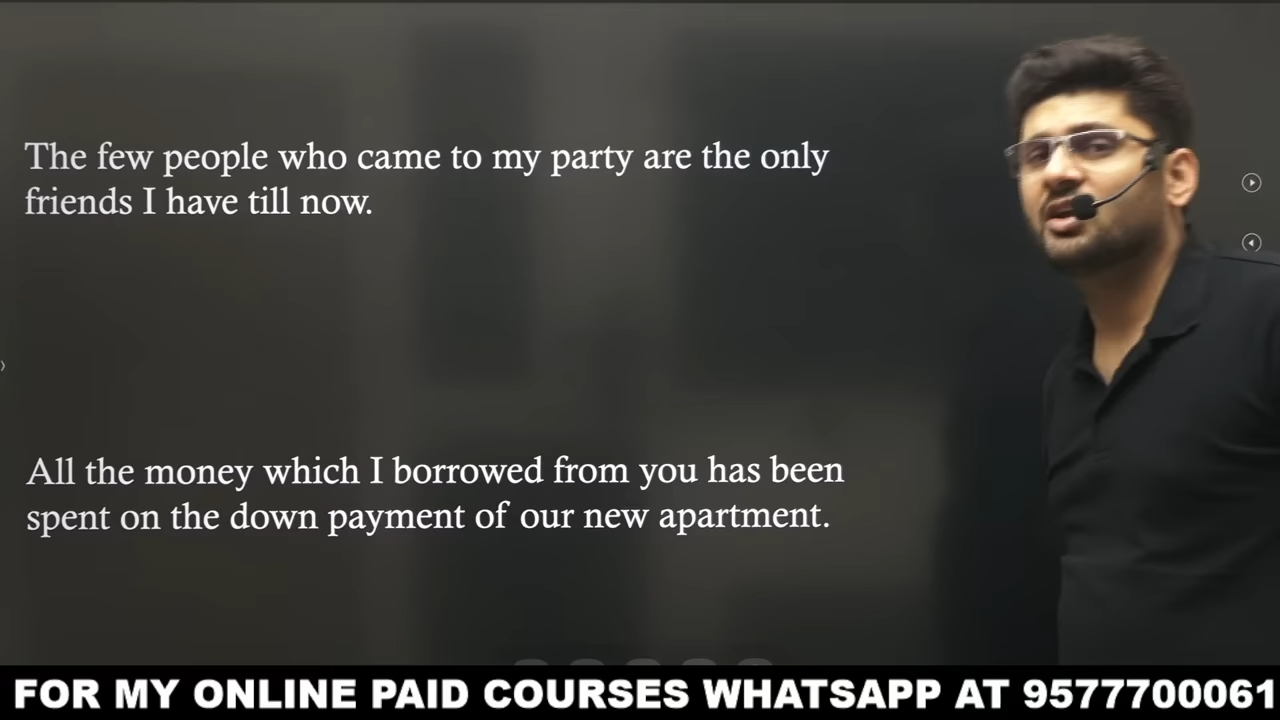 The few people who came to my party are the only
friends I have till now.
All the money which I borrowed from you has been
spent on the down payment of our new apartment.
FOR MY ONLINE PAID COURSES WHATSAPP AT 9577700061